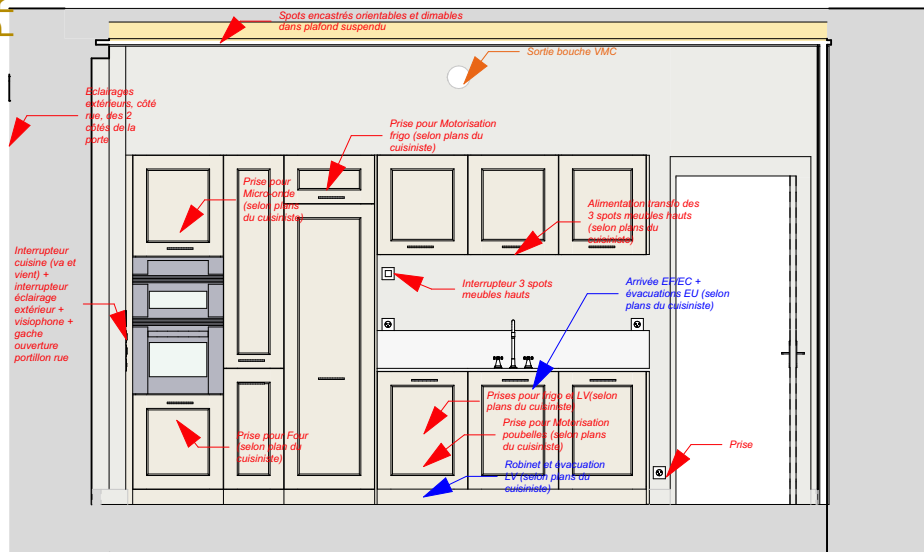 Spots encastrés orientables et dimables
dans plafond suspendu
Sortie bouche VMC
Eclairages
extérieurs, côté
rue, des 2
côtés de la
porte
Prise pour Motorisation
frigo (selon plans du
cuisiniste)
Prise pour
Micro-onde
(selon plans
du cuisiniste)
Alimentation transfo des
3 spots meubles hauts
(selon plans du
cuisiniste)
Interrupteur
cuisine (va et
vient) +
interrupteur
éclairage
extérieur +
visiophone +
gache
ouverture
portillon rue
Interrupteur 3 spots
meubles hauts
Arrivée EF/EC +
évacuations EU (selon
plans du cuisiniste)
Prises pour frigo et LV(selon
plans du cuisiniste)
Prise pour Motorisation
poubelles (selon plans
du cuisiniste)
Prise pour Four
(selon plan du
cuisiniste)
Robinet et évacuation
LV (selon plans du
cuisiniste)
Prise